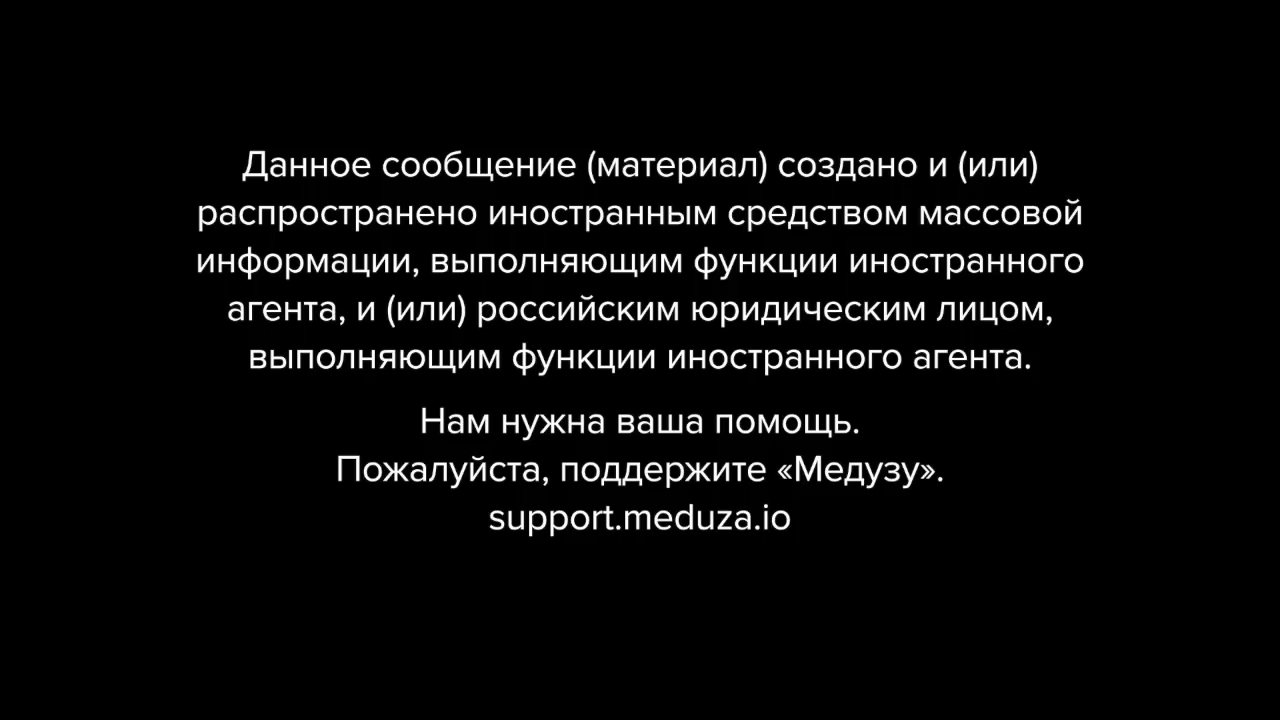 Данное сообщение (материал) создано и (или)
распространено иностранным средством массовой
информации, выполняющим функции иностранного
агента, и (или) российским юридическим лицом,
выполняющим функции иностранного агента.
Нам нужна ваша помощь.
Пожалуйста, поддержите «Медузу».
support.meduza.io